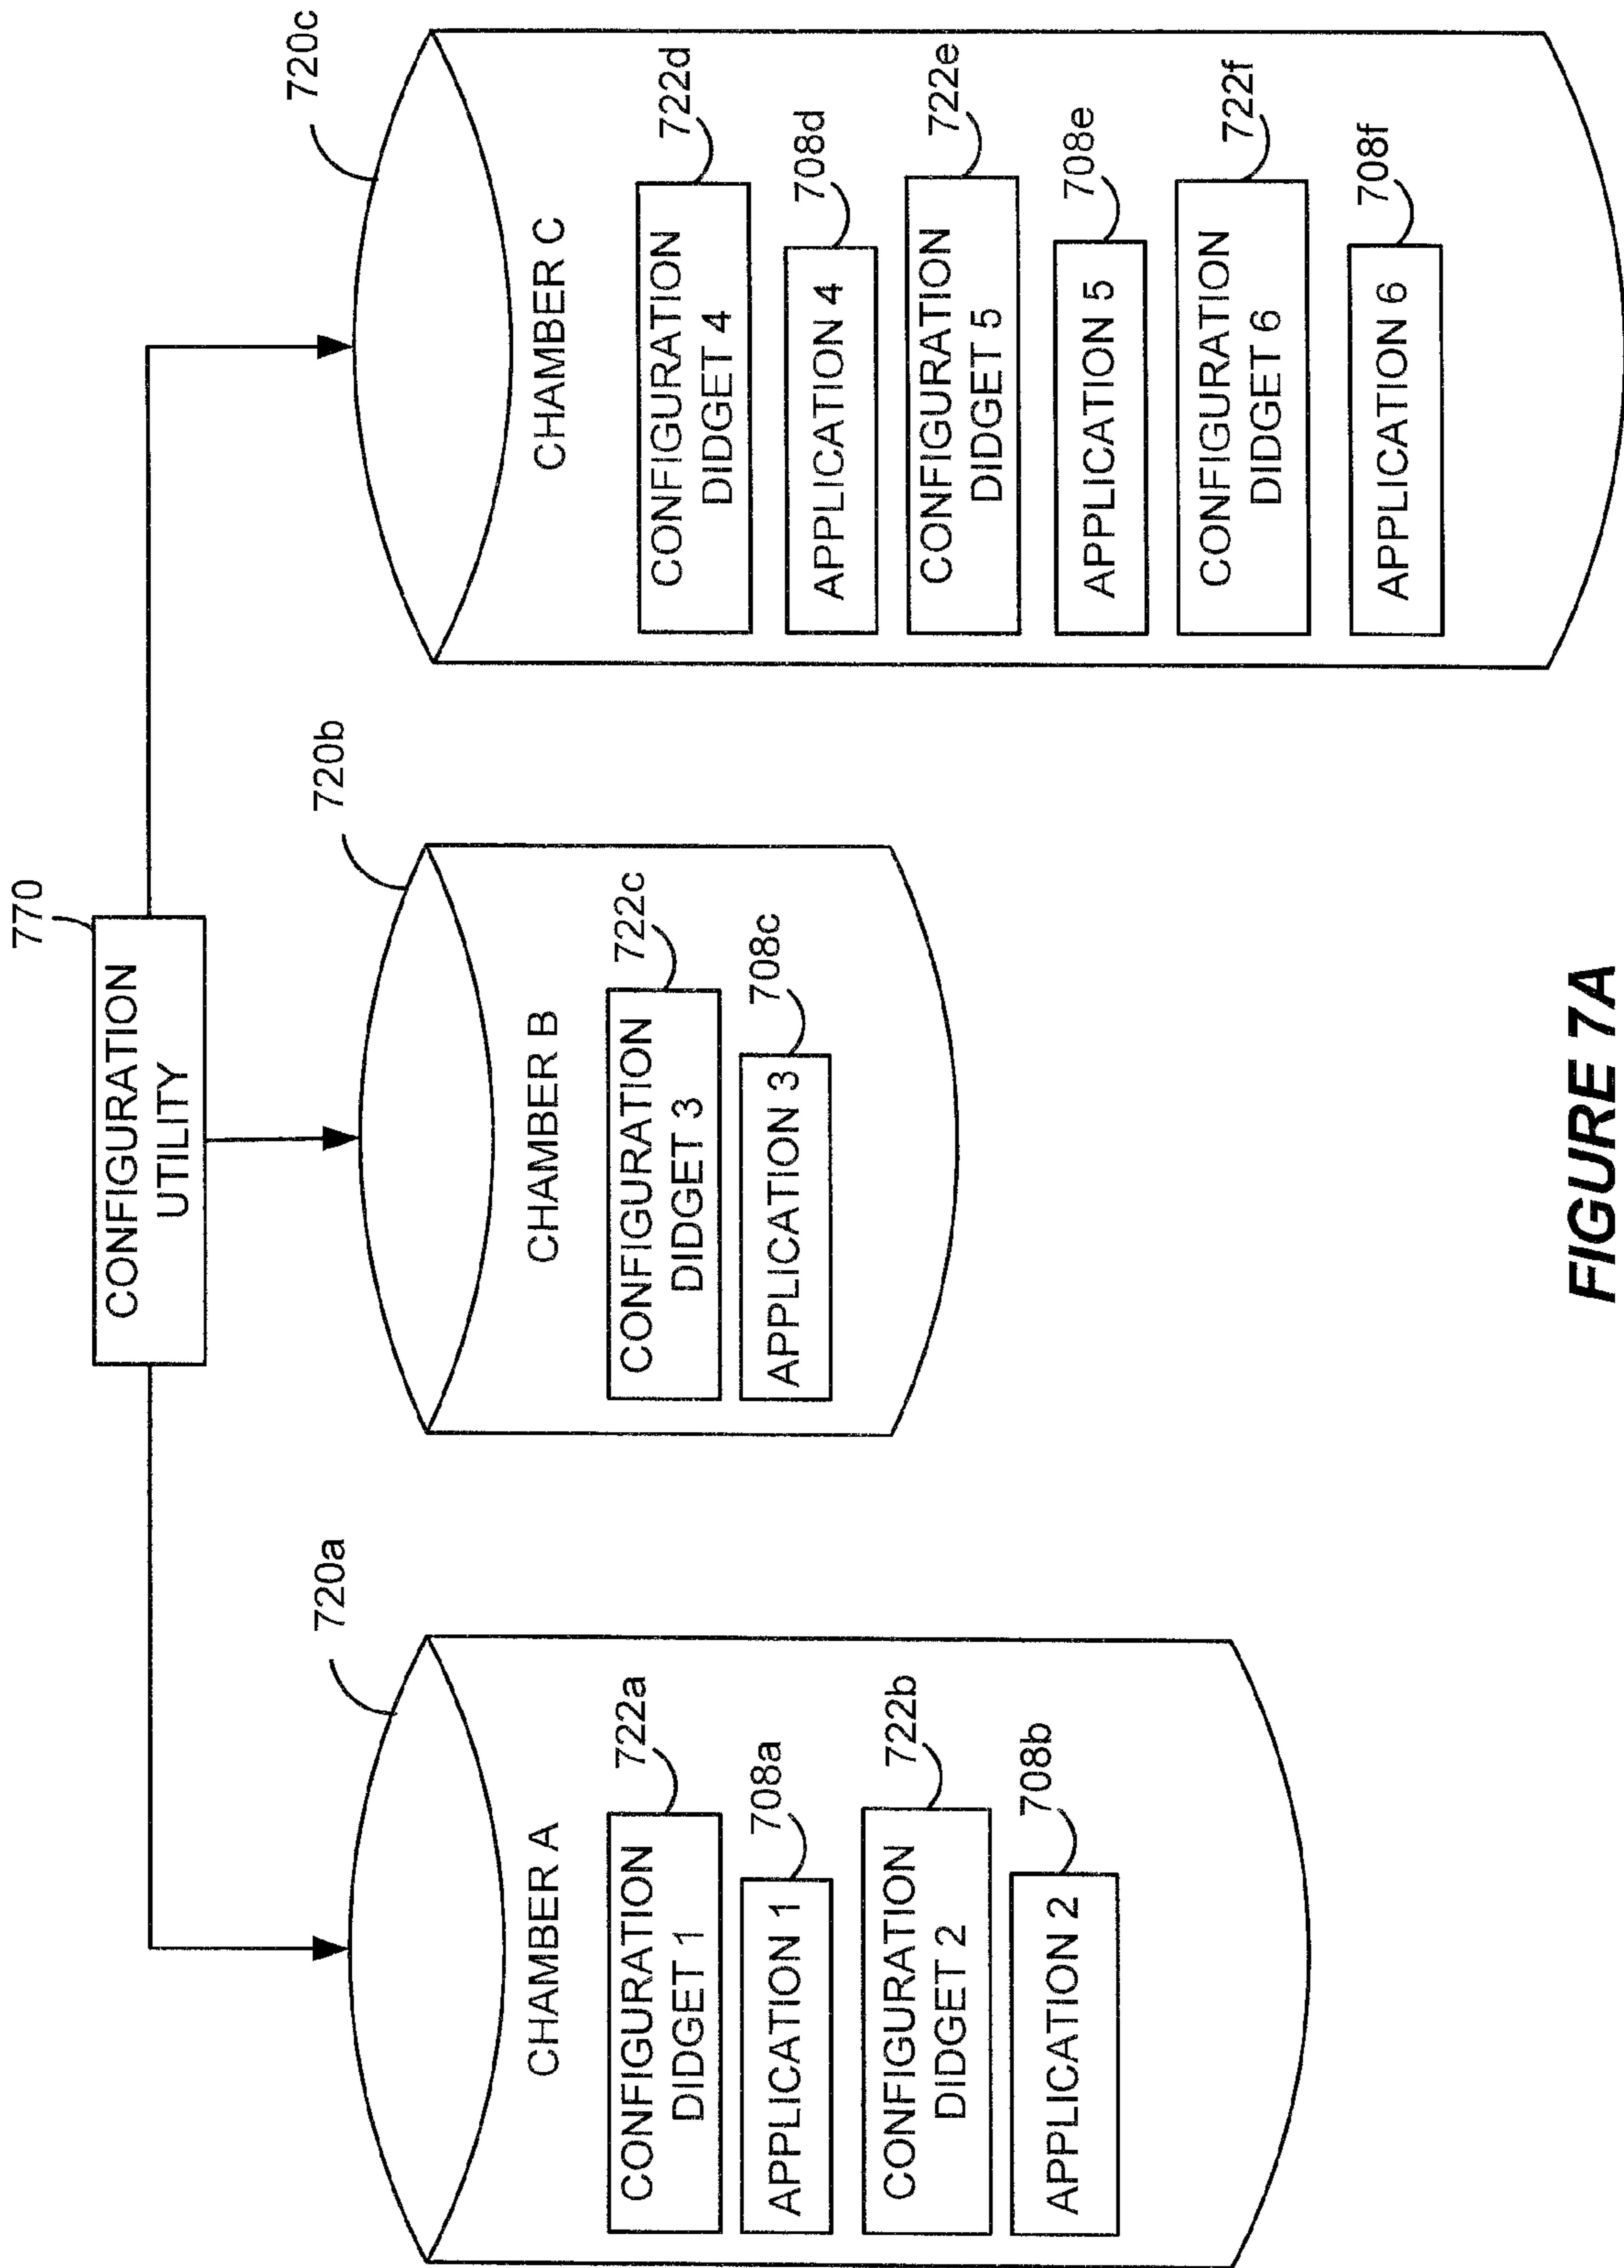 770
CONFIGURATION
UTILITY
720a
CHAMBER A
CONFIGURATION
DIDGET 1
722a
APPLICATION 1
708a
CONFIGURATION
DIDGET 2
722b
APPLICATION 2
708b
720b
CHAMBER B
CONFIGURATION
DIDGET 3
722c
APPLICATION 3
708c
720c
CHAMBER C
CONFIGURATION
DIDGET 4
722d
APPLICATION 4
708d
CONFIGURATION
DIDGET 5
722e
APPLICATION 5
708e
CONFIGURATION
DIDGET 6
722f
APPLICATION 6
708f
FIGURE 7A